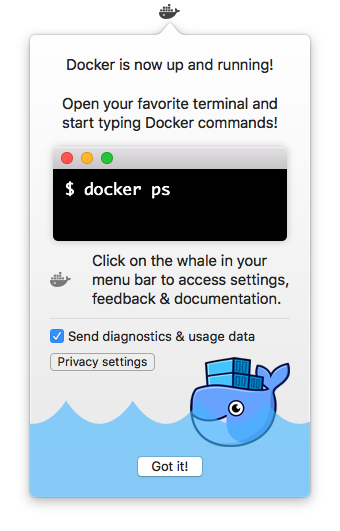 Docker is now up and running!
Open your favorite terminal and
start typing Docker commands!
$ docker ps
Click on the whale in your
menu bar to access settings,
feedback & documentation.
Send diagnostics & usage data
Privacy settings
Got it!